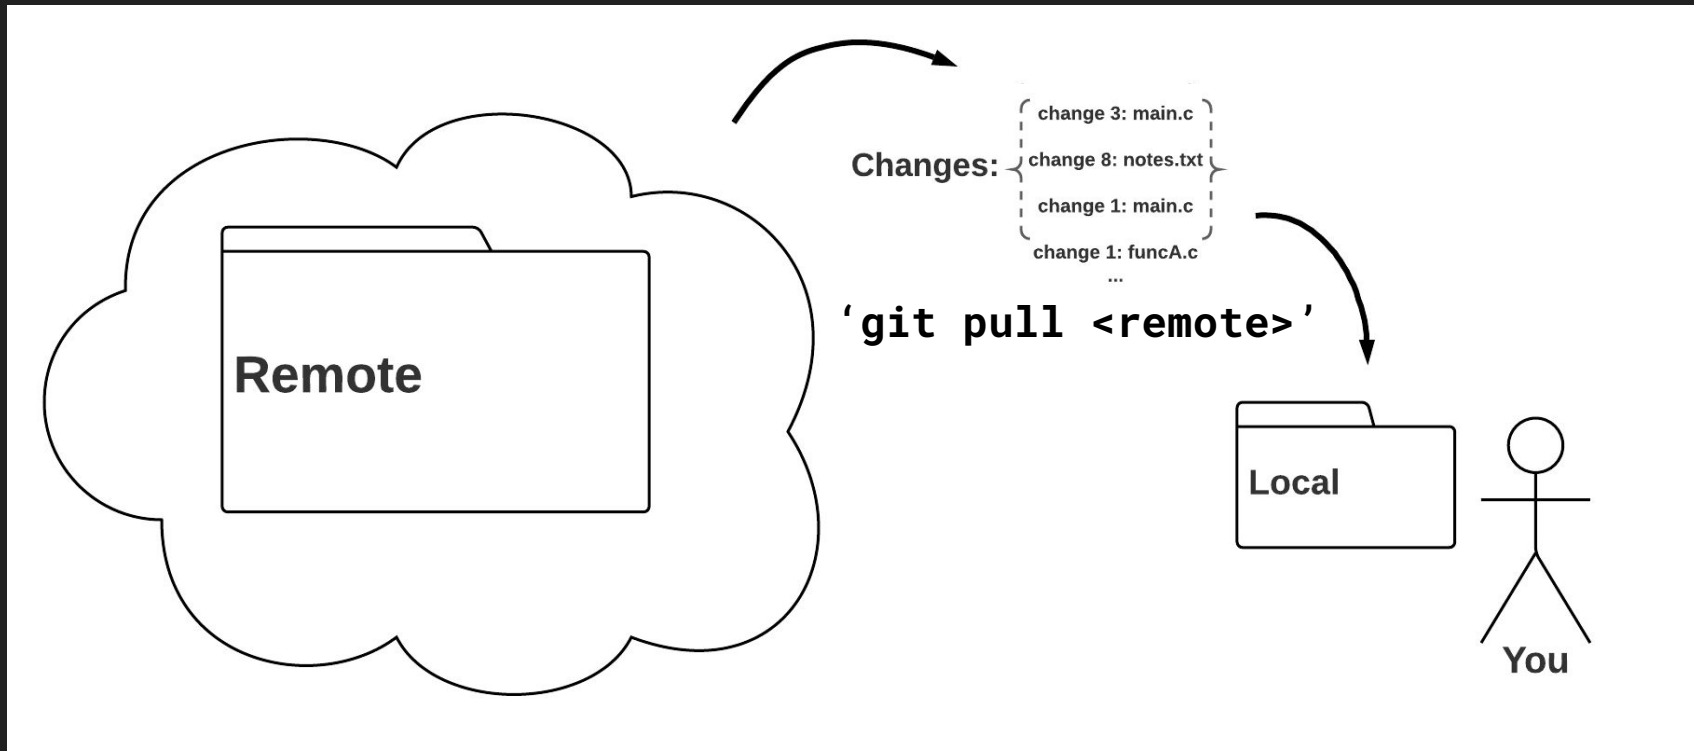 Remote
Changes:
change 3: main.c
change 8: notes.txt
change 1: main.c
change 1: funcA.c
...
‘git pull <remote>’
Local
You